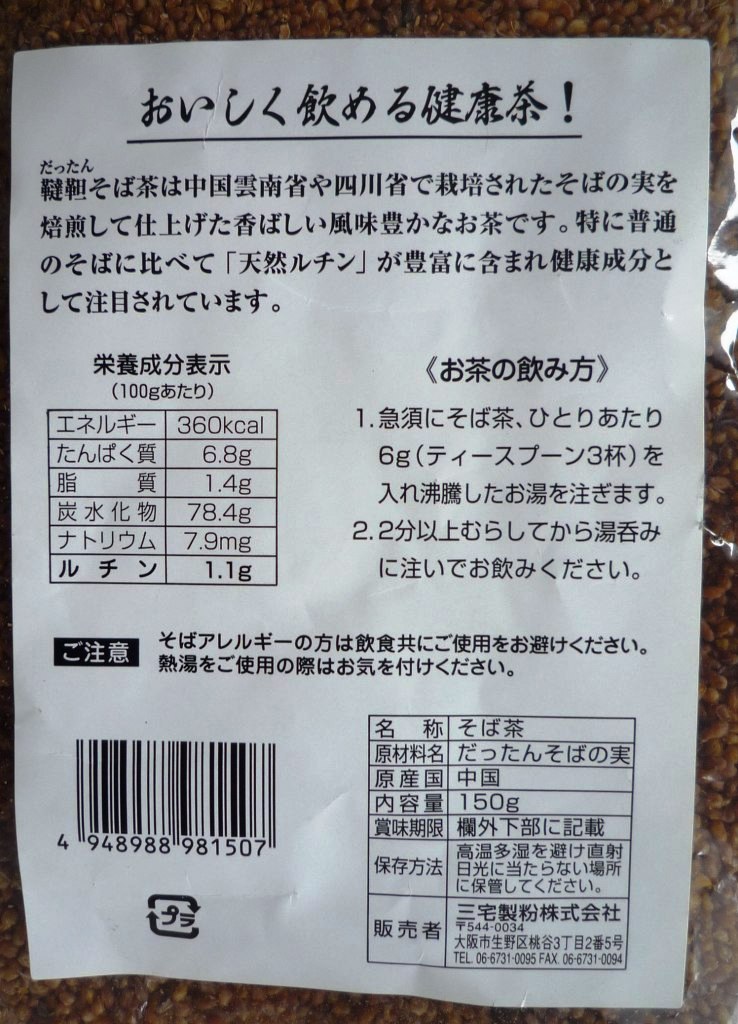 おいしく飲める健康茶！
だったん
韃靼そば茶は中国雲南省や四川省で栽培されたそばの実を
焙煎して仕上げた香ばしい風味豊かなお茶です。特に普通
のそばに比べて「天然ルチン」が豊富に含まれ健康成分と
して注目されています。
栄養成分表示
(100gあたり)
エネルギー 360kcal
たんぱく質 6.8g
脂質 1.4g
炭水化物 78.4g
ナトリウム 7.9mg
ルチン 1.1g
《お茶の飲み方》
1.急須にそば茶、ひとりあたり
6g(ティースプーン3杯)を
入れ沸騰したお湯を注ぎます。
2.2分以上むらしてから湯呑み
に注いでお飲みください。
ご注意
そばアレルギーの方は飲食共にご使用をお避けください。
熱湯をご使用の際はお気を付けください。
4 948988 981507
プラ
名称 そば茶
原材料名 だったんそばの実
原産国 中国
内容量 150g
賞味期限 欄外下部に記載
保存方法 高温多湿を避け直射
日光に当たらない場所
に保管してください。
販売者 三宅製粉株式会社
〒544-0034
大阪市生野区桃谷3丁目2番5号
TEL. 06-6731-0095 FAX. 06-6731-0094